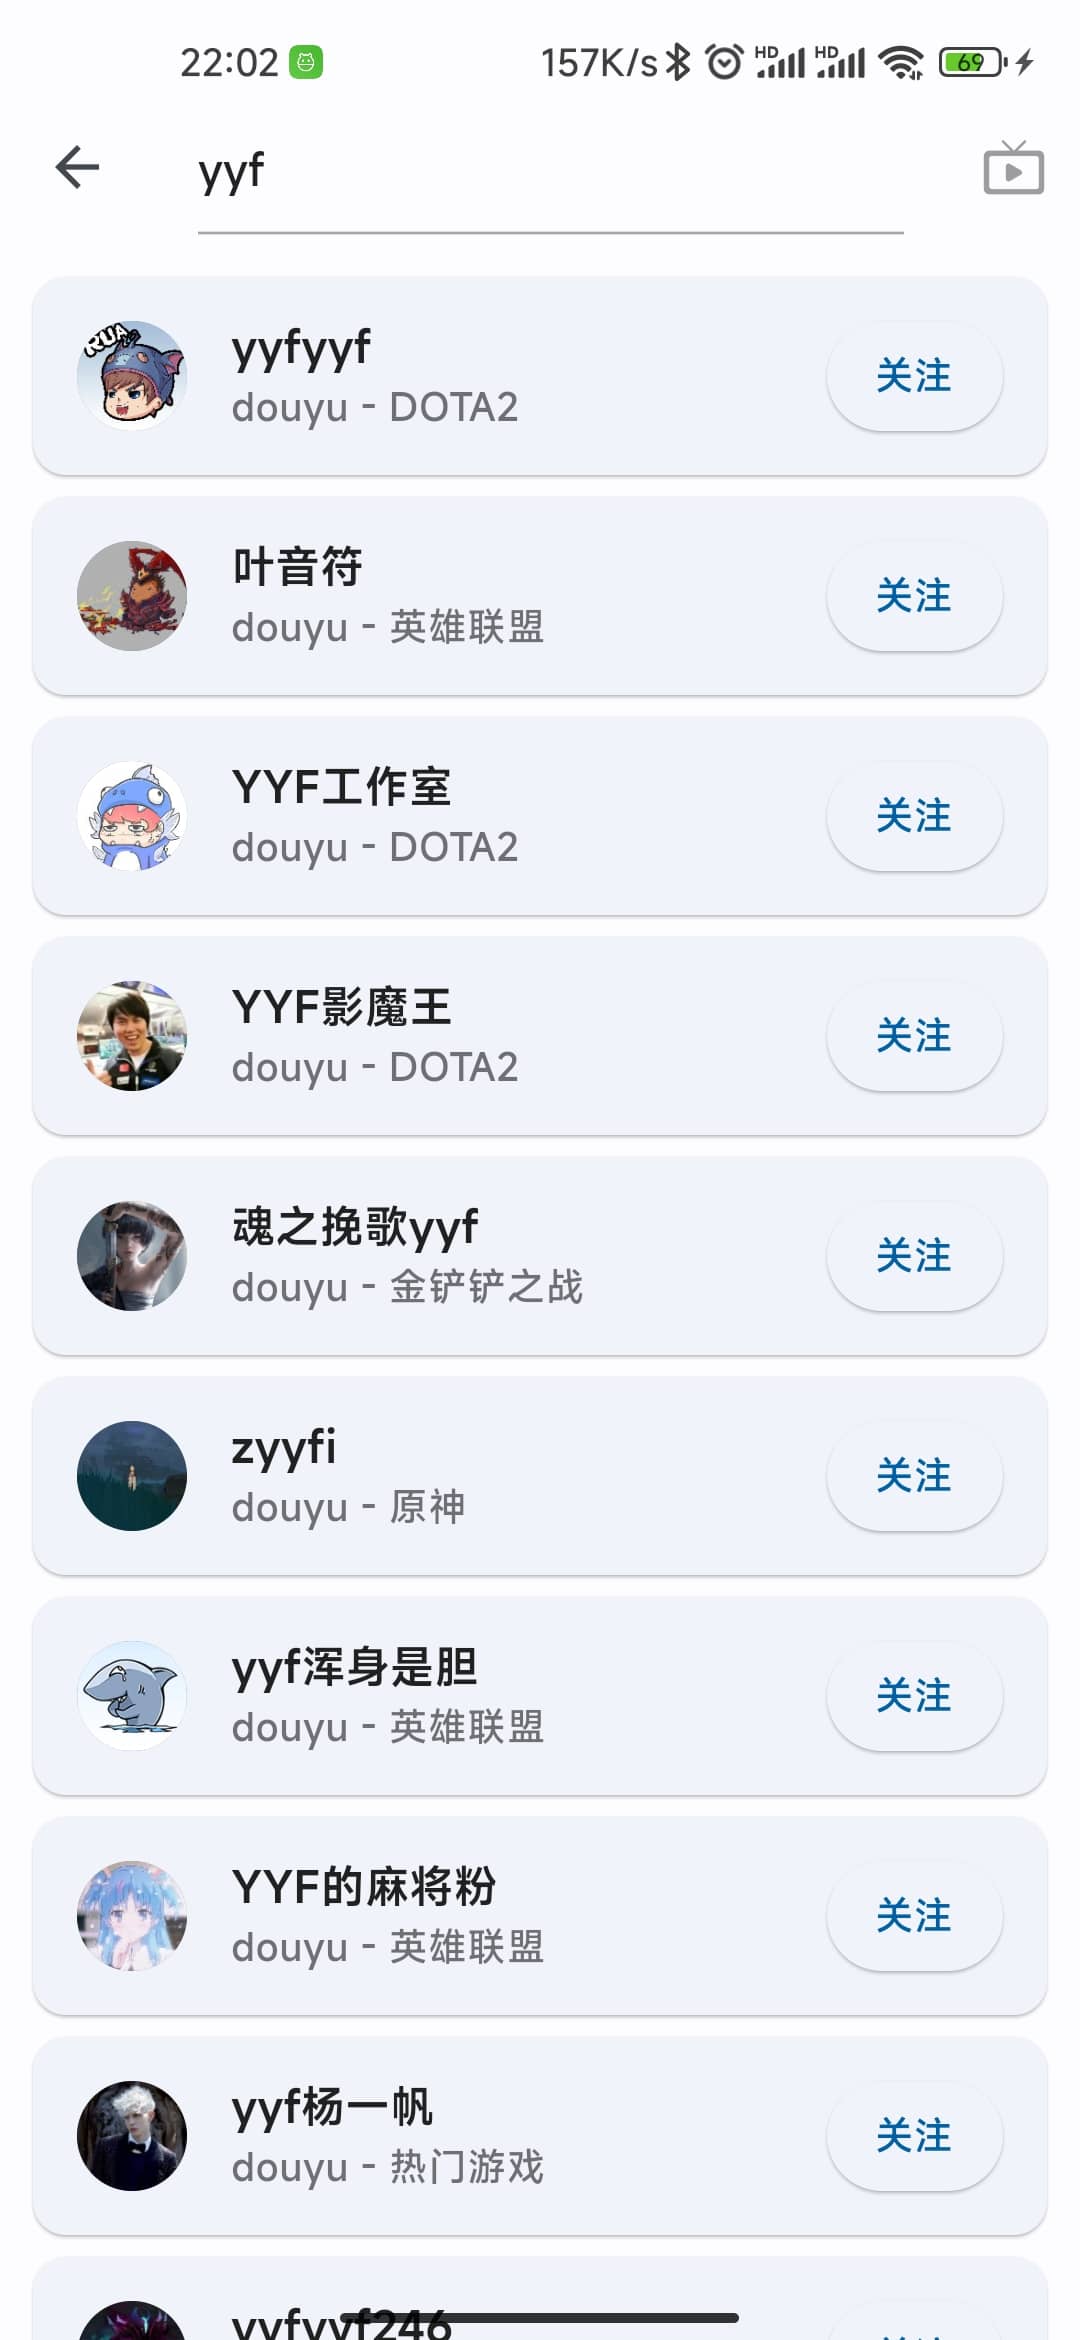 22:02
157K/s HD HD 69
yyf
RUA
yyfyyf
douyu - DOTA2
关注
叶音符
douyu - 英雄联盟
关注
YYF工作室
douyu - DOTA2
关注
YYF影魔王
douyu - DOTA2
关注
魂之挽歌yyf
douyu - 金铲铲之战
关注
zyyfi
douyu - 原神
关注
yyf浑身是胆
douyu - 英雄联盟
关注
YYF的麻将粉
douyu - 英雄联盟
关注
yyf杨一帆
douyu - 热门游戏
关注
yyfyyf246